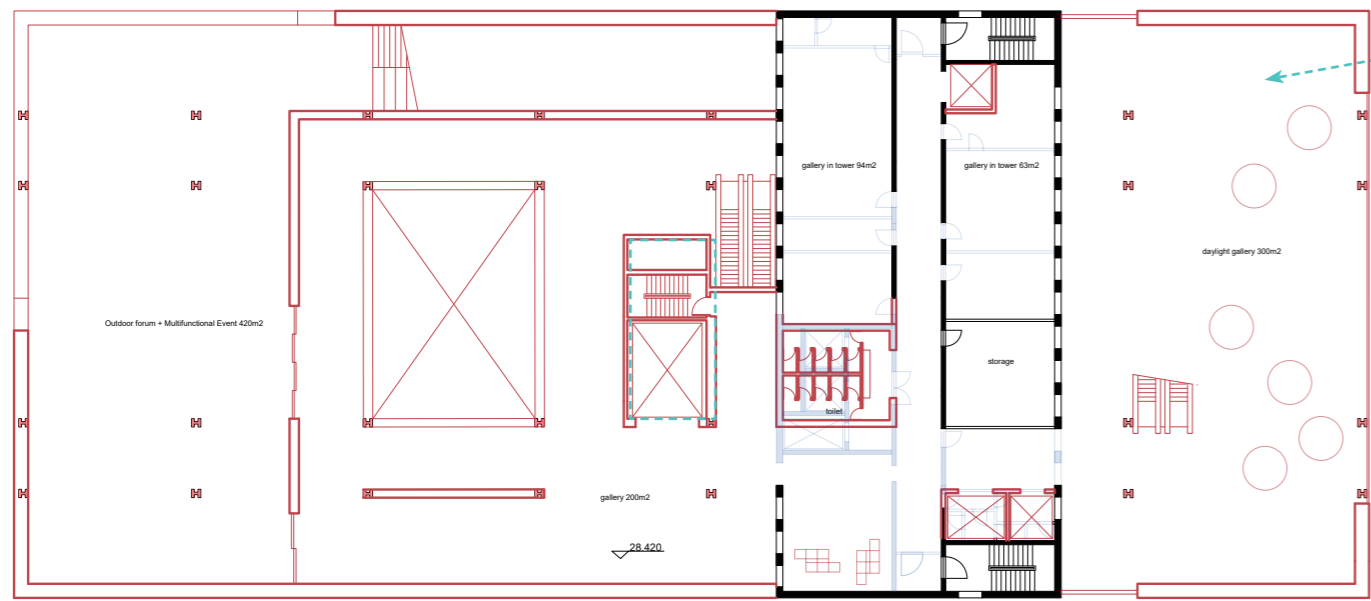 gallery in tower 94m2
gallery in tower 63m2
daylight gallery 300m2
Outdoor forum + Multifunctional Event 420m2
storage
toilet
gallery 200m2
28.420